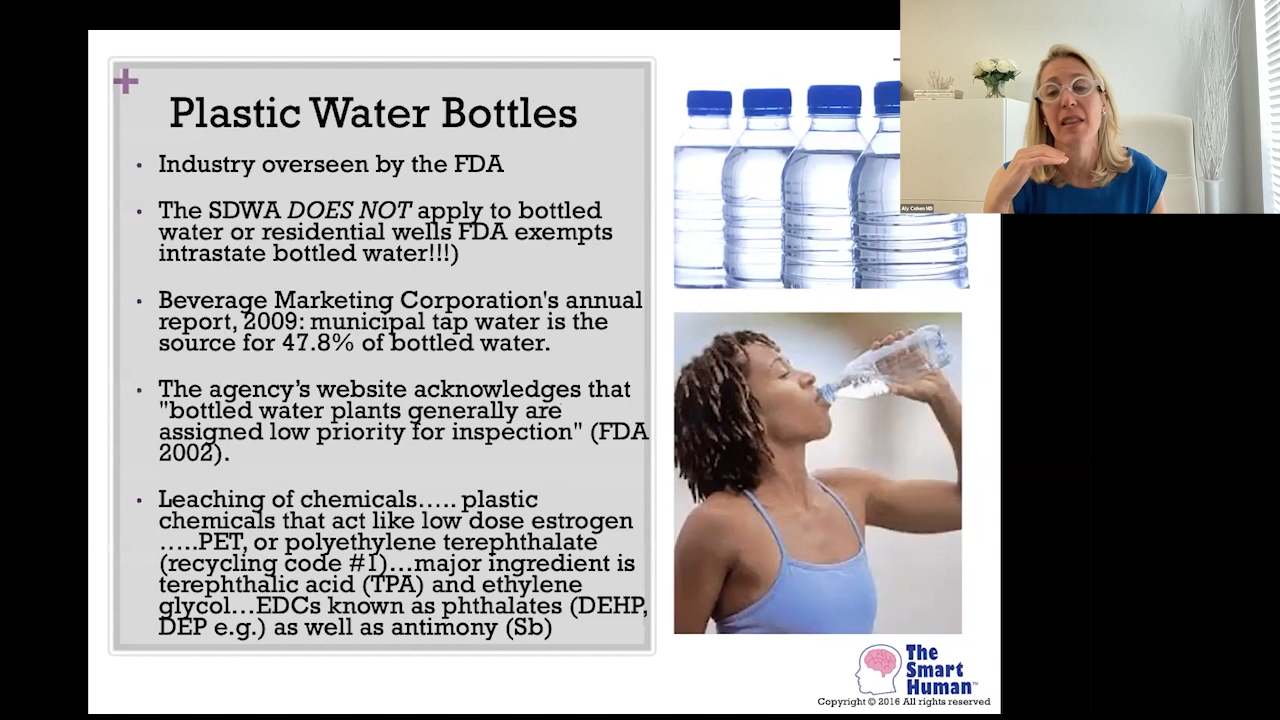 Plastic Water Bottles
• Industry overseen by the FDA
• The SDWA DOES NOT apply to bottled
water or residential wells FDA exempts
intrastate bottled water!!!)
• Beverage Marketing Corporation's annual
report, 2009: municipal tap water is the
source for 47.8% of bottled water.
• The agency's website acknowledges that
"bottled water plants generally are
assigned low priority for inspection" (FDA
2002).
• Leaching of chemicals….. plastic
chemicals that act like low dose estrogen
…..PET, or polyethylene terephthalate
(recycling code #1)…major ingredient is
terephthalic acid (TPA) and ethylene
glycol…EDCs known as phthalates (DEHP,
DEP e.g.) as well as antimony (Sb)
Aly Cohen MD
The
Smart
Human™
Copyright © 2016 All rights reserved